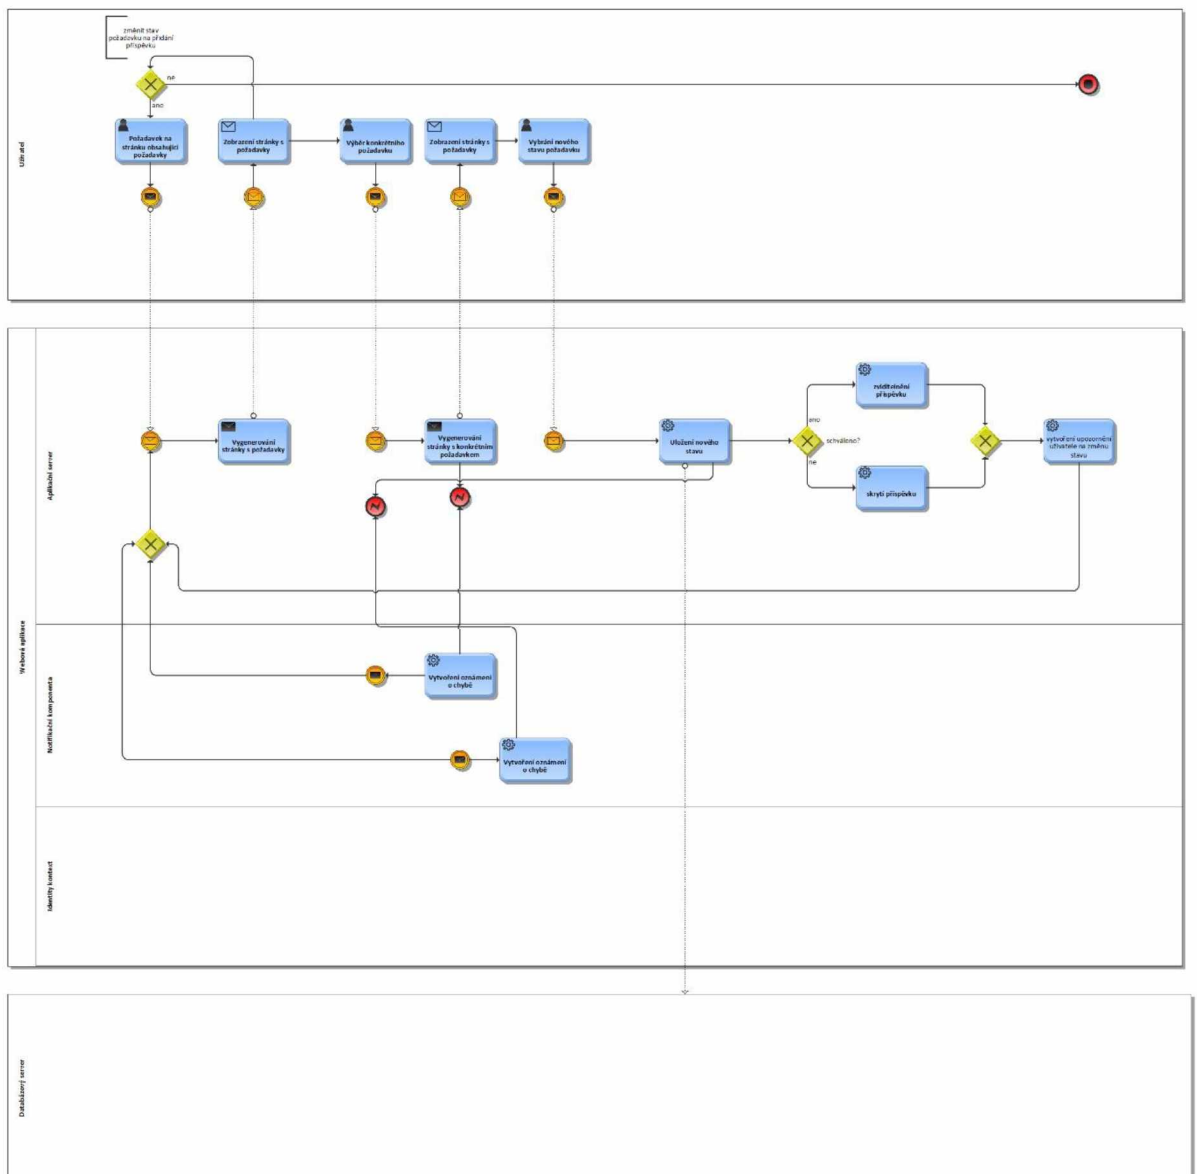 změnit stav
požadavku na přidání
příspěvku
ne
ano
Uživatel
Požadavek na
stránku obsahující
požadavky
Zobrazení stránky s
požadavky
Výběr konkrétního
požadavku
Zobrazení stránky s
požadavky
Vybrání nového
stavu požadavku
Webová aplikace
Aplikační server
Vygenerování
stránky s požadavky
Vygenerování
stránky s konkrétním
požadavkem
Uložení nového
stavu
ano
schváleno?
ne
zviditelnění
příspěvku
skrytí příspěvku
vytvoření upozornění
uživatele na změnu
stavu
Notifikační komponenta
Vytvoření oznámení
o chybě
Vytvoření oznámení
o chybě
Identity kontext
Databázový server